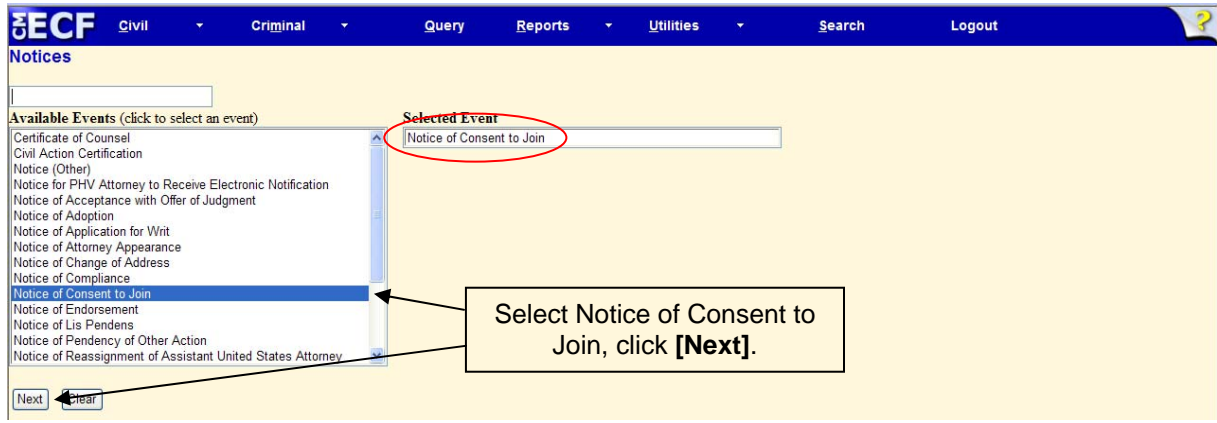 CM ECF Civil Criminal Query Reports Utilities Search Logout ?
Notices
Available Events (click to select an event) Selected Event
Certificate of Counsel
Notice of Consent to Join
Civil Action Certification
Notice (Other)
Notice for PHV Attorney to Receive Electronic Notification
Notice of Acceptance with Offer of Judgment
Notice of Adoption
Notice of Application for Writ
Notice of Attorney Appearance
Notice of Change of Address
Notice of Compliance
Notice of Consent to Join
Notice of Endorsement
Notice of Lis Pendens
Notice of Pendency of Other Action
Notice of Reassignment of Assistant United States Attorney
Select Notice of Consent to
Join, click [Next].
Next Clear